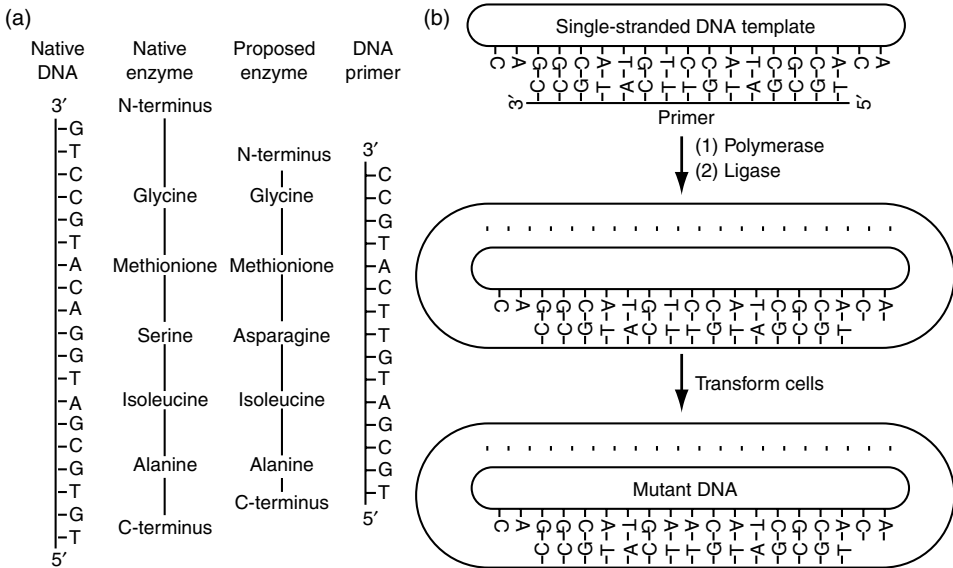 (a)
Native
DNA
Native
enzyme
Proposed
enzyme
DNA
primer
3′
G
T
C
C
G
T
A
C
A
G
G
T
A
G
C
G
T
G
T
5′
N-terminus
Glycine
Methionione
Serine
Isoleucine
Alanine
C-terminus
N-terminus
Glycine
Methionione
Asparagine
Isoleucine
Alanine
C-terminus
3′
C
C
G
T
A
C
T
T
G
T
A
G
C
G
T
5′
(b)
Single-stranded DNA template
C A G G C A T G T C C A T C G C A C A
C C G T A C T T G T A G C G T
3′ 5′
Primer
(1) Polymerase
(2) Ligase
C A G G C A T G T C C A T C G C A C A
C C G T A C T T G T A G C G T
Transform cells
Mutant DNA
C A G G C A T G A A C A T C G C A C A
C C G T A C T T G T A G C G T